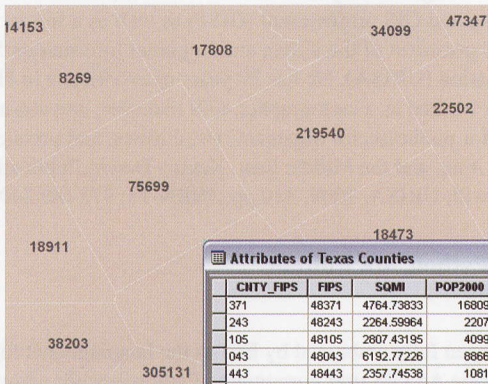 14153
34099
47347
17808
8269
22502
219540
75699
18473
18911
38203
305131
Attributes of Texas Counties
CNTY_FIPS FIPS SQMI POP2000
371 48371 4764.73833 16809
243 48243 2264.59964 2207
105 48105 2807.43195 4099
043 48043 6192.77226 8866
443 48443 2357.74538 1081